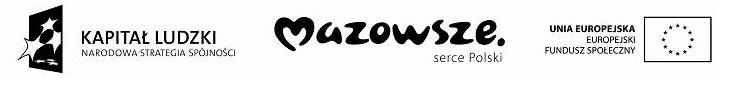 KAPITAŁ LUDZKI
NARODOWA STRATEGIA SPÓJNOŚCI
mazowsze.
serce Polski
UNIA EUROPEJSKA
EUROPEJSKI
FUNDUSZ SPOŁECZNY